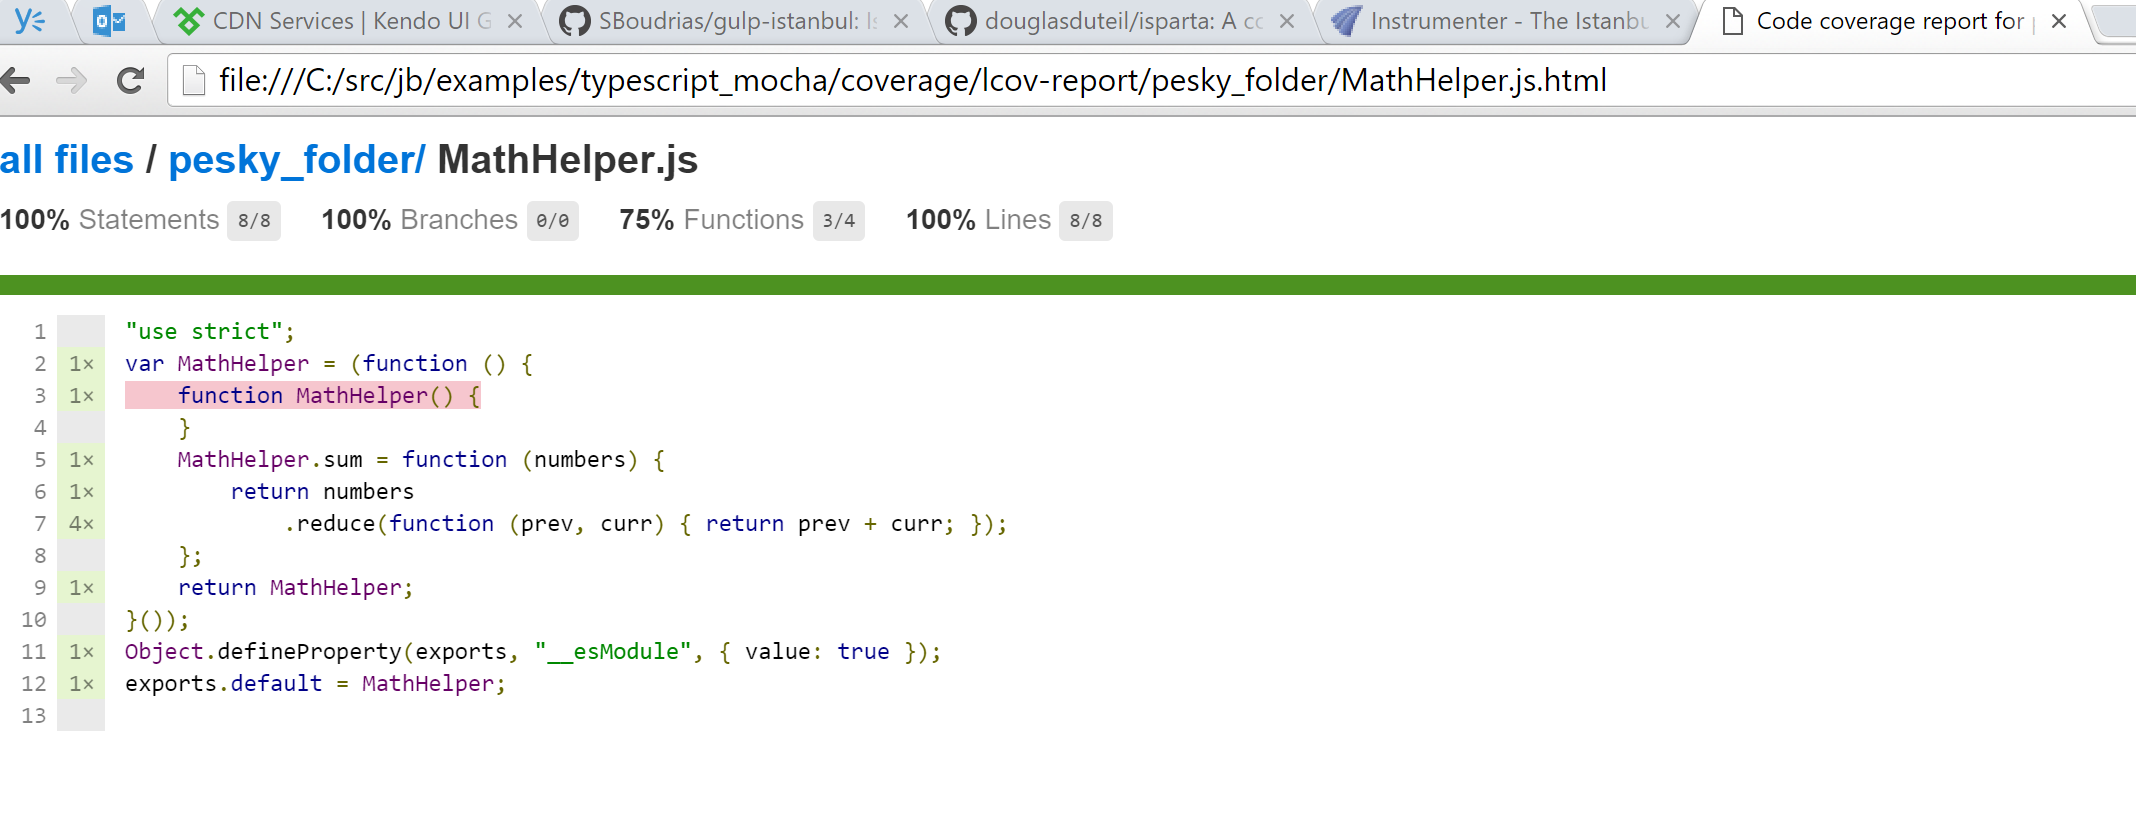 CDN Services | Kendo UI G
SBoudrias/gulp-istanbul: Is
douglasduteil/isparta: A co
Instrumenter - The Istanbu
Code coverage report for
file:///C:/src/jb/examples/typescript_mocha/coverage/lcov-report/pesky_folder/MathHelper.js.html
all files / pesky_folder/ MathHelper.js
100% Statements 8/8 100% Branches 0/0 75% Functions 3/4 100% Lines 8/8
1 "use strict";
2 1× var MathHelper = (function () {
3 1× function MathHelper() {
4 }
5 1× MathHelper.sum = function (numbers) {
6 1× return numbers
7 4× .reduce(function (prev, curr) { return prev + curr; });
8 };
9 1× return MathHelper;
10 }());
11 1× Object.defineProperty(exports, "__esModule", { value: true });
12 1× exports.default = MathHelper;
13